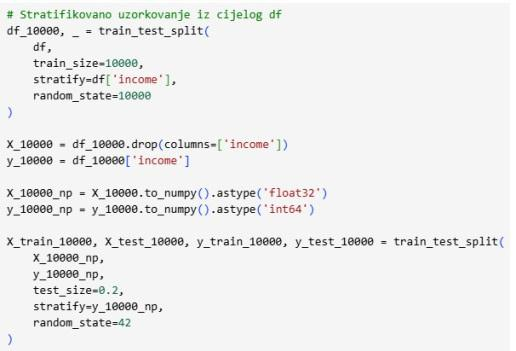 # Stratifikovano uzorkovanje iz cijelog df
df_10000, _ = train_test_split(
    df,
    train_size=10000,
    stratify=df['income'],
    random_state=10000
)

X_10000 = df_10000.drop(columns=['income'])
y_10000 = df_10000['income']

X_10000_np = X_10000.to_numpy().astype('float32')
y_10000_np = y_10000.to_numpy().astype('int64')

X_train_10000, X_test_10000, y_train_10000, y_test_10000 = train_test_split(
    X_10000_np,
    y_10000_np,
    test_size=0.2,
    stratify=y_10000_np,
    random_state=42
)